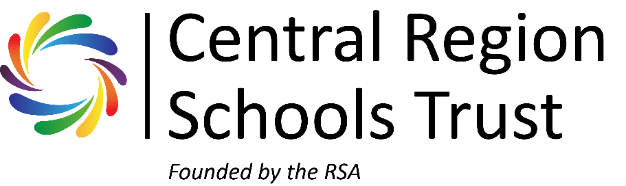 Central Region
Schools Trust
Founded by the RSA